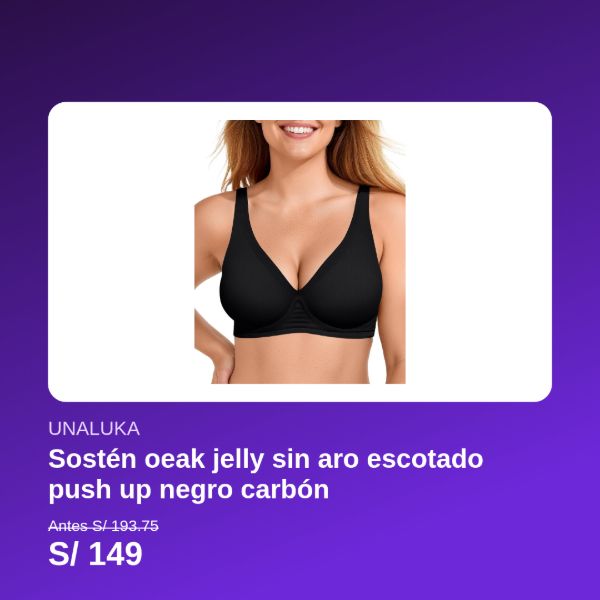 UNALUKA
Sostén oeak jelly sin aro escotado
push up negro carbón
Antes S/ 193.75
S/ 149